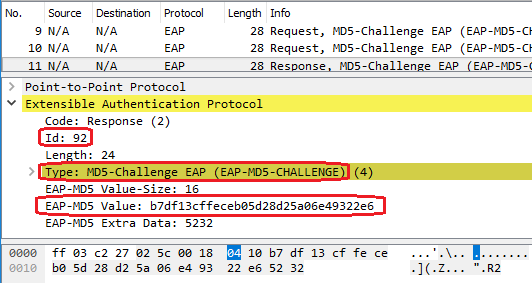 No. Source Destination Protocol Length Info
9 N/A N/A EAP 28 Request, MD5-Challenge EAP (EAP-MD5-CH
10 N/A N/A EAP 28 Request, MD5-Challenge EAP (EAP-MD5-CH
11 N/A N/A EAP 28 Response, MD5-Challenge EAP (EAP-MD5-C
Point-to-Point Protocol
Extensible Authentication Protocol
Code: Response (2)
Id: 92
Length: 24
Type: MD5-Challenge EAP (EAP-MD5-CHALLENGE) (4)
EAP-MD5 Value-Size: 16
EAP-MD5 Value: b7df13cffeceb05d28d25a06e49322e6
EAP-MD5 Extra Data: 5232
0000 ff 03 c2 27 02 5c 00 18 04 10 b7 df 13 cf fe ce ...'.\.. ........
0010 b0 5d 28 d2 5a 06 e4 93 22 e6 52 32 .](.Z... ".R2